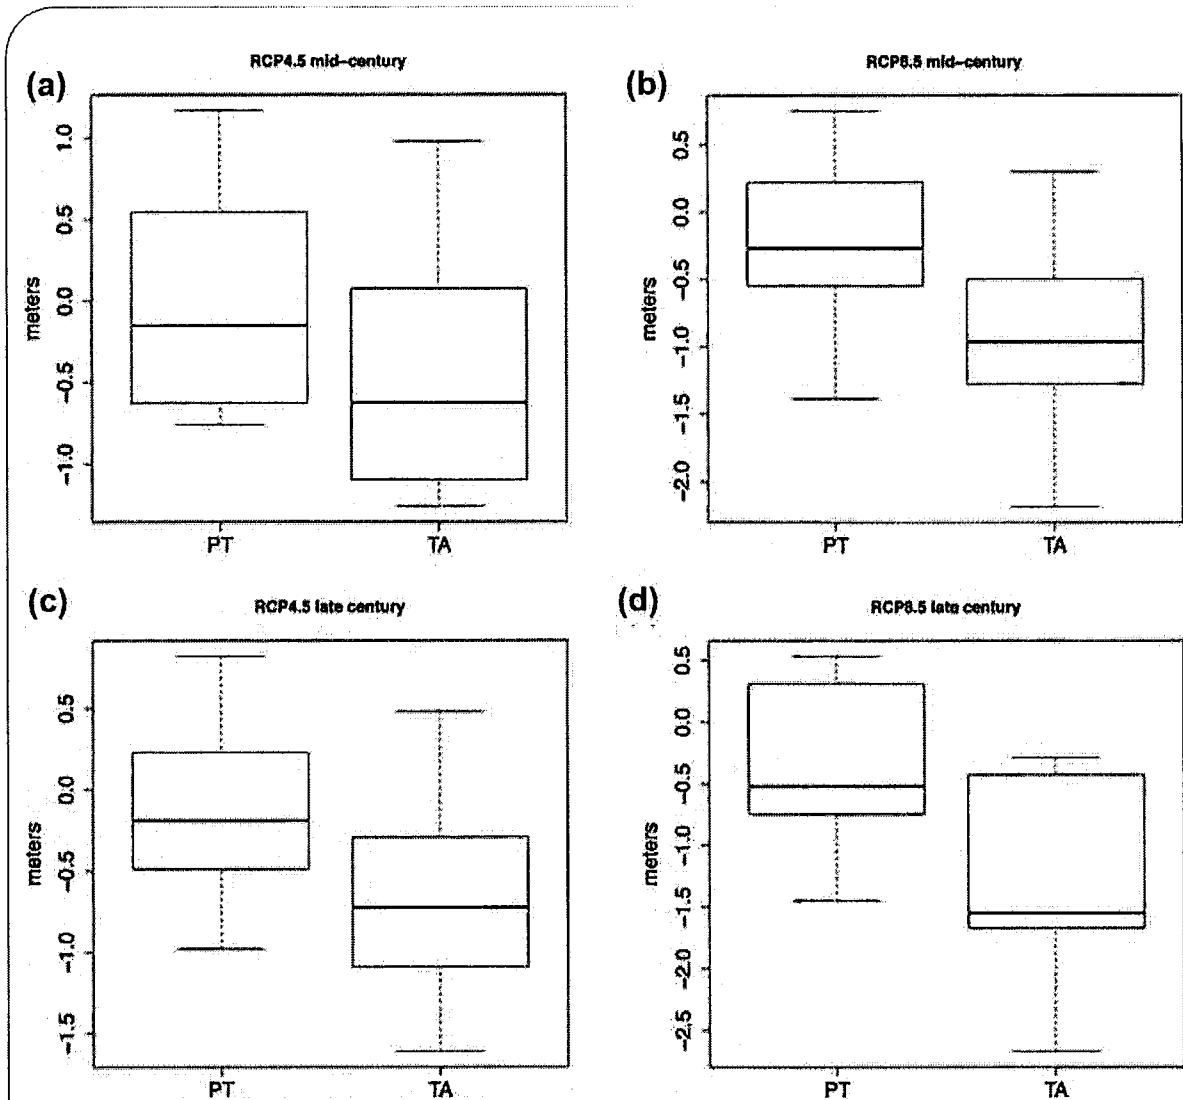 (a)
RCP4.5 mid-century
meters
1.0
0.5
0.0
-0.5
-1.0
PT TA
(b)
RCP8.5 mid-century
meters
0.5
0.0
-0.5
-1.0
-1.5
-2.0
PT TA
(c)
RCP4.5 late century
meters
0.5
0.0
-0.5
-1.0
-1.5
PT TA
(d)
RCP8.5 late century
meters
0.5
0.0
-0.5
-1.0
-1.5
-2.0
-2.5
PT TA